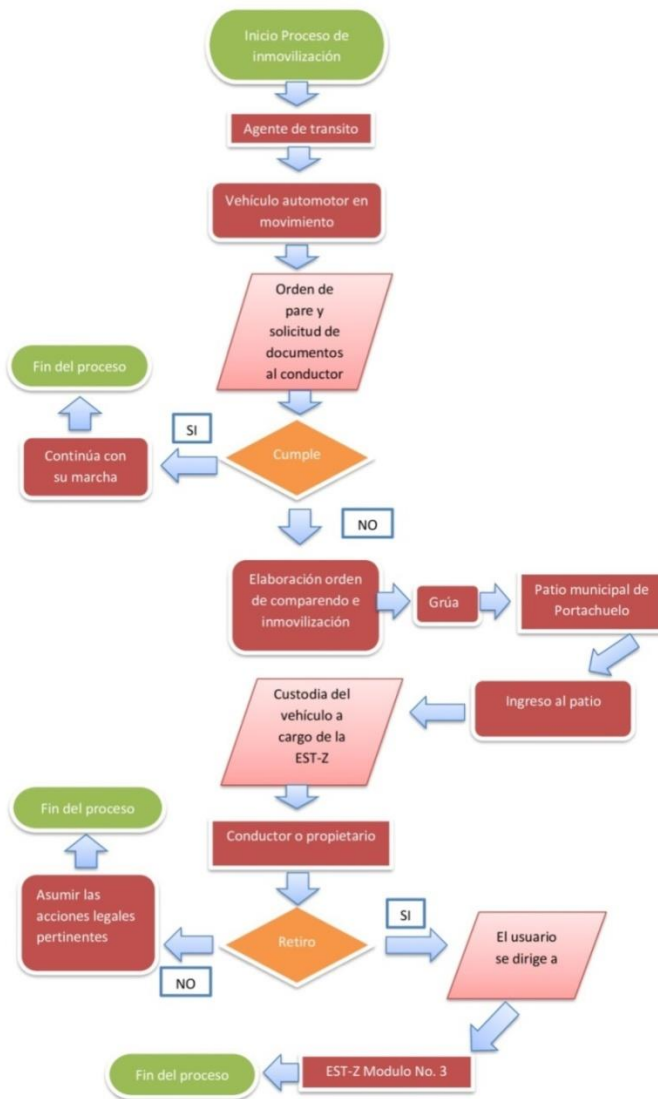 Inicio Proceso de
inmovilización
Agente de transito
Vehículo automotor en
movimiento
Orden de
pare y
solicitud de
documentos
al conductor
Fin del proceso
SI
Continúa con
su marcha
Cumple
NO
Elaboración orden
de comparendo e
inmovilización
Grúa
Patio municipal de
Portachuelo
Ingreso al patio
Custodia del
vehículo a
cargo de la
EST-Z
Fin del proceso
Conductor o propietario
Asumir las
acciones legales
pertinentes
NO
Retiro
SI
El usuario
se dirige a
EST-Z Modulo No. 3
Fin del proceso